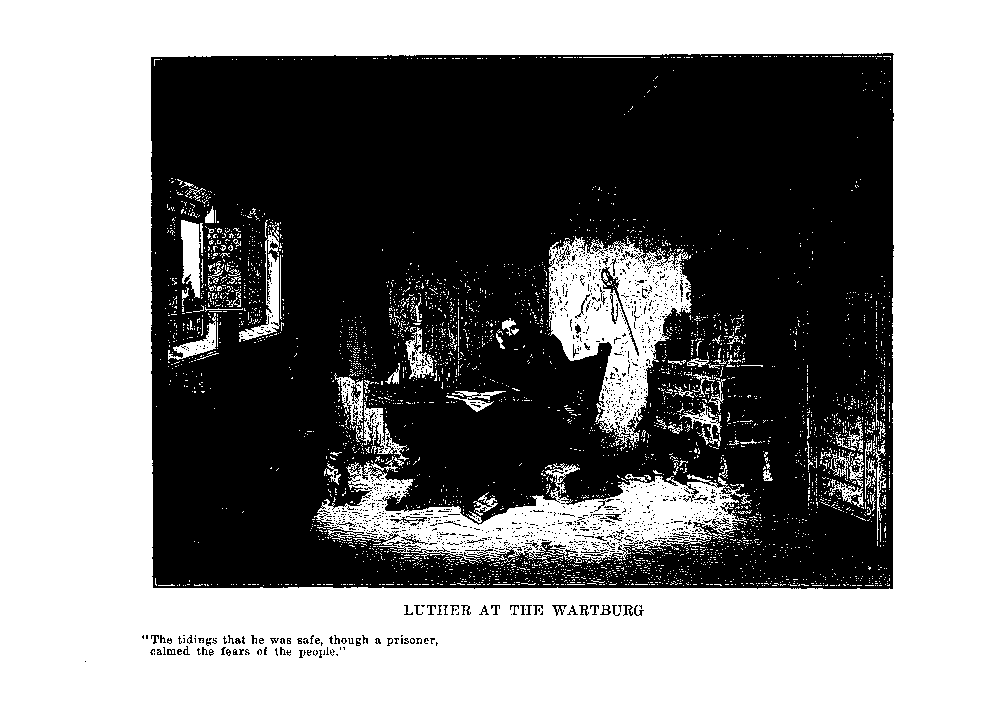 LUTHER AT THE WARTBURG
"The tidings that he was safe, though a prisoner,
calmed the fears of the people."